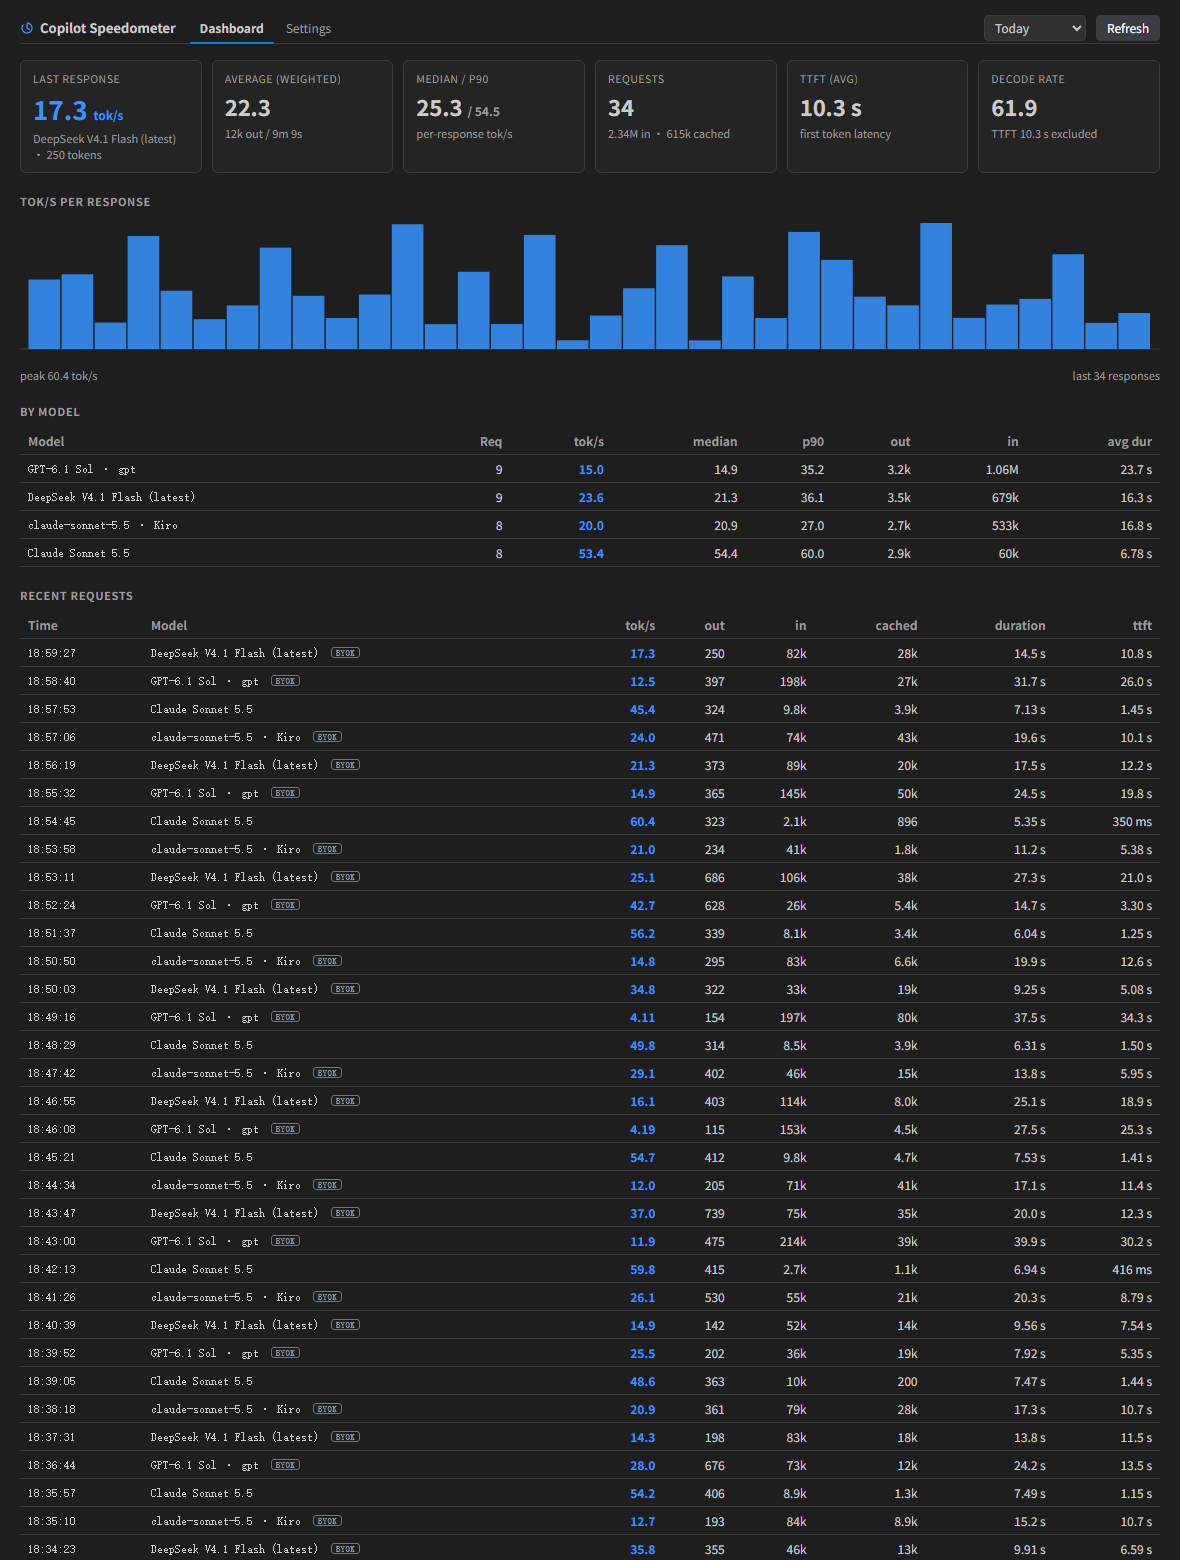 Copilot Speedometer Dashboard Settings Today Refresh
LAST RESPONSE
17.3 tok/s
DeepSeek V4.1 Flash (latest)
• 250 tokens
AVERAGE (WEIGHTED)
22.3
12k out / 9m 9s
MEDIAN / P90
25.3 / 54.5
per-response tok/s
REQUESTS
34
2.34M in • 615k cached
TTFT (AVG)
10.3 s
first token latency
DECODE RATE
61.9
TTFT 10.3 s excluded
TOK/S PER RESPONSE
peak 60.4 tok/s last 34 responses
BY MODEL
Model Req tok/s median p90 out in avg dur
GPT-6.1 Sol · gpt 9 15.0 14.9 35.2 3.2k 1.06M 23.7 s
DeepSeek V4.1 Flash (latest) 9 23.6 21.3 36.1 3.5k 679k 16.3 s
claude-sonnet-5.5 · Kiro 8 20.0 20.9 27.0 2.7k 533k 16.8 s
Claude Sonnet 5.5 8 53.4 54.4 60.0 2.9k 60k 6.78 s
RECENT REQUESTS
Time Model tok/s out in cached duration ttft
18:59:27 DeepSeek V4.1 Flash (latest) BYOK 17.3 250 82k 28k 14.5 s 10.8 s
18:58:40 GPT-6.1 Sol · gpt BYOK 12.5 397 198k 27k 31.7 s 26.0 s
18:57:53 Claude Sonnet 5.5 45.4 324 9.8k 3.9k 7.13 s 1.45 s
18:57:06 claude-sonnet-5.5 · Kiro BYOK 24.0 471 74k 43k 19.6 s 10.1 s
18:56:19 DeepSeek V4.1 Flash (latest) BYOK 21.3 373 89k 20k 17.5 s 12.2 s
18:55:32 GPT-6.1 Sol · gpt BYOK 14.9 365 145k 50k 24.5 s 19.8 s
18:54:45 Claude Sonnet 5.5 60.4 323 2.1k 896 5.35 s 350 ms
18:53:58 claude-sonnet-5.5 · Kiro BYOK 21.0 234 41k 1.8k 11.2 s 5.38 s
18:53:11 DeepSeek V4.1 Flash (latest) BYOK 25.1 686 106k 38k 27.3 s 21.0 s
18:52:24 GPT-6.1 Sol · gpt BYOK 42.7 628 26k 5.4k 14.7 s 3.30 s
18:51:37 Claude Sonnet 5.5 56.2 339 8.1k 3.4k 6.04 s 1.25 s
18:50:50 claude-sonnet-5.5 · Kiro BYOK 14.8 295 83k 6.6k 19.9 s 12.6 s
18:50:03 DeepSeek V4.1 Flash (latest) BYOK 34.8 322 33k 19k 9.25 s 5.08 s
18:49:16 GPT-6.1 Sol · gpt BYOK 4.11 154 197k 80k 37.5 s 34.3 s
18:48:29 Claude Sonnet 5.5 49.8 314 8.5k 3.9k 6.31 s 1.50 s
18:47:42 claude-sonnet-5.5 · Kiro BYOK 29.1 402 46k 15k 13.8 s 5.95 s
18:46:55 DeepSeek V4.1 Flash (latest) BYOK 16.1 403 114k 8.0k 25.1 s 18.9 s
18:46:08 GPT-6.1 Sol · gpt BYOK 4.19 115 153k 4.5k 27.5 s 25.3 s
18:45:21 Claude Sonnet 5.5 54.7 412 9.8k 4.7k 7.53 s 1.41 s
18:44:34 claude-sonnet-5.5 · Kiro BYOK 12.0 205 71k 41k 17.1 s 11.4 s
18:43:47 DeepSeek V4.1 Flash (latest) BYOK 37.0 739 75k 35k 20.0 s 12.3 s
18:43:00 GPT-6.1 Sol · gpt BYOK 11.9 475 214k 39k 39.9 s 30.2 s
18:42:13 Claude Sonnet 5.5 59.8 415 2.7k 1.1k 6.94 s 416 ms
18:41:26 claude-sonnet-5.5 · Kiro BYOK 26.1 530 55k 21k 20.3 s 8.79 s
18:40:39 DeepSeek V4.1 Flash (latest) BYOK 14.9 142 52k 14k 9.56 s 7.54 s
18:39:52 GPT-6.1 Sol · gpt BYOK 25.5 202 36k 19k 7.92 s 5.35 s
18:39:05 Claude Sonnet 5.5 48.6 363 10k 200 7.47 s 1.44 s
18:38:18 claude-sonnet-5.5 · Kiro BYOK 20.9 361 79k 28k 17.3 s 10.7 s
18:37:31 DeepSeek V4.1 Flash (latest) BYOK 14.3 198 83k 18k 13.8 s 11.5 s
18:36:44 GPT-6.1 Sol · gpt BYOK 28.0 676 73k 12k 24.2 s 13.5 s
18:35:57 Claude Sonnet 5.5 54.2 406 8.9k 1.3k 7.49 s 1.15 s
18:35:10 claude-sonnet-5.5 · Kiro BYOK 12.7 193 84k 8.9k 15.2 s 10.7 s
18:34:23 DeepSeek V4.1 Flash (latest) BYOK 35.8 355 46k 13k 9.91 s 6.59 s